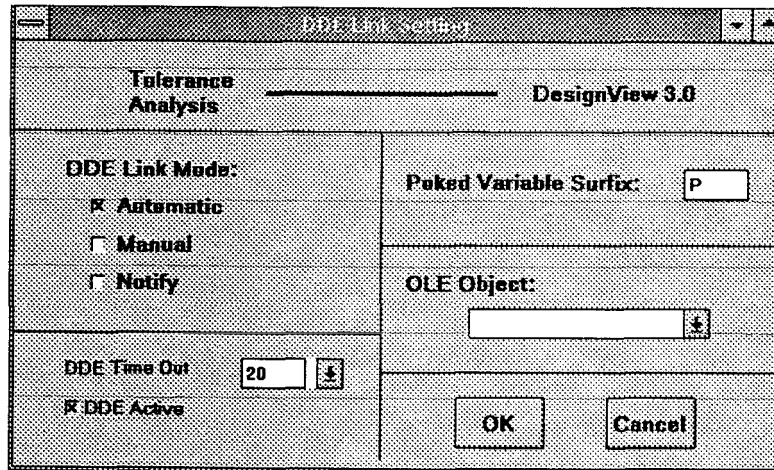 DDE Link Setting
Tolerance
Analysis
DesignView 3.0
DDE Link Mode:
Automatic
Manual
Notify
Poked Variable Surfix:
P
OLE Object:
DDE Time Out
20
DDE Active
OK
Cancel